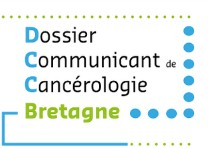 Dossier
Communicant de
Cancérologie
Bretagne